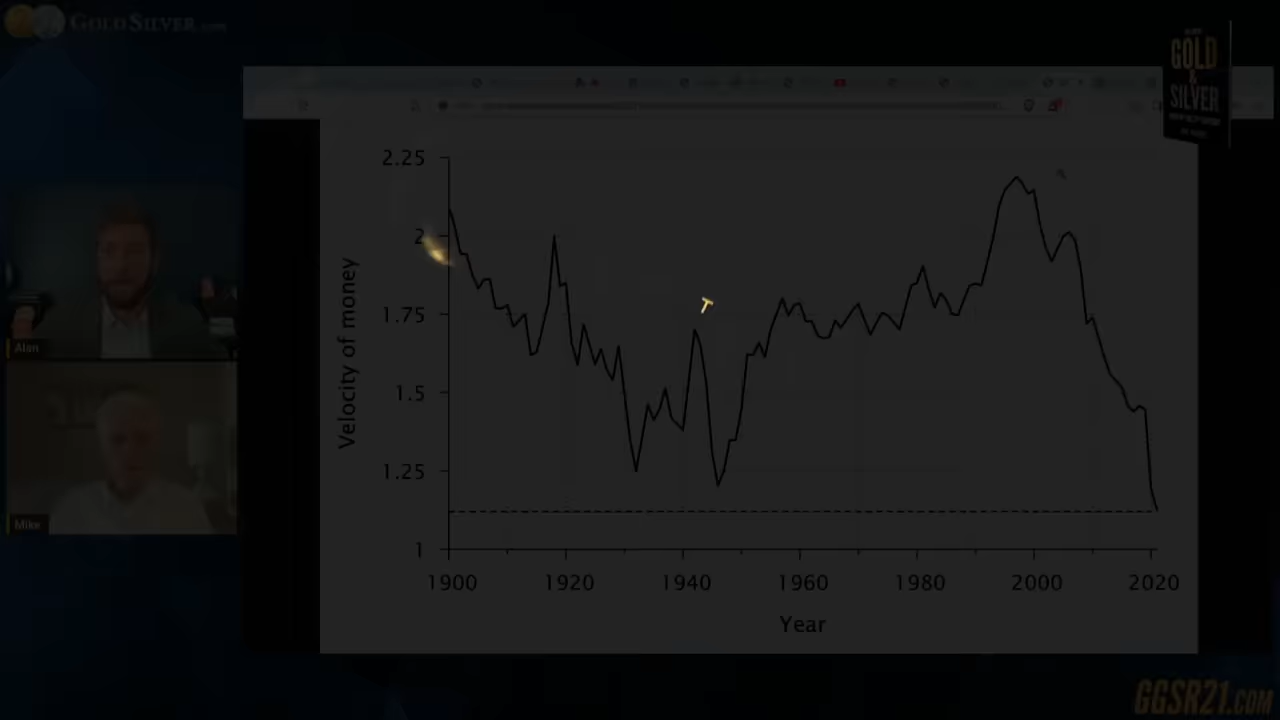 GOLDSILVER.COM
GOLD
&
SILVER
Alan
Mike
2.25
2
1.75
1.5
1.25
1
Velocity of money
1900 1920 1940 1960 1980 2000 2020
Year
T
GGSR21.COM